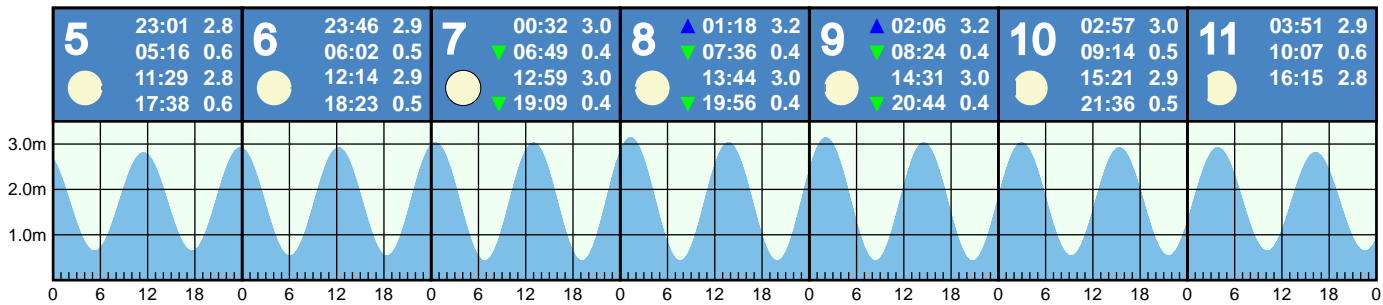 5 23:01 2.8 6 23:46 2.9 7 00:32 3.0 8 ▲ 01:18 3.2 9 ▲ 02:06 3.2 10 02:57 3.0 11 03:51 2.9
05:16 0.6 06:02 0.5 ▼ 06:49 0.4 ▼ 07:36 0.4 ▼ 08:24 0.4 09:14 0.5 10:07 0.6
11:29 2.8 12:14 2.9 12:59 3.0 13:44 3.0 14:31 3.0 15:21 2.9 16:15 2.8
17:38 0.6 18:23 0.5 ▼ 19:09 0.4 ▼ 19:56 0.4 ▼ 20:44 0.4 21:36 0.5
3.0m
2.0m
1.0m
0 6 12 18 0 6 12 18 0 6 12 18 0 6 12 18 0 6 12 18 0 6 12 18 0 6 12 18 0